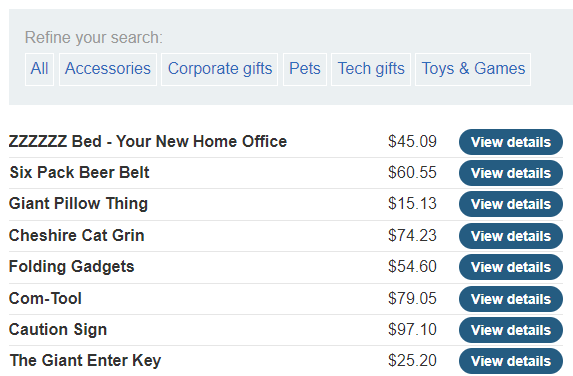 Refine your search:
All Accessories Corporate gifts Pets Tech gifts Toys & Games
ZZZZZZ Bed - Your New Home Office $45.09 View details
Six Pack Beer Belt $60.55 View details
Giant Pillow Thing $15.13 View details
Cheshire Cat Grin $74.23 View details
Folding Gadgets $54.60 View details
Com-Tool $79.05 View details
Caution Sign $97.10 View details
The Giant Enter Key $25.20 View details